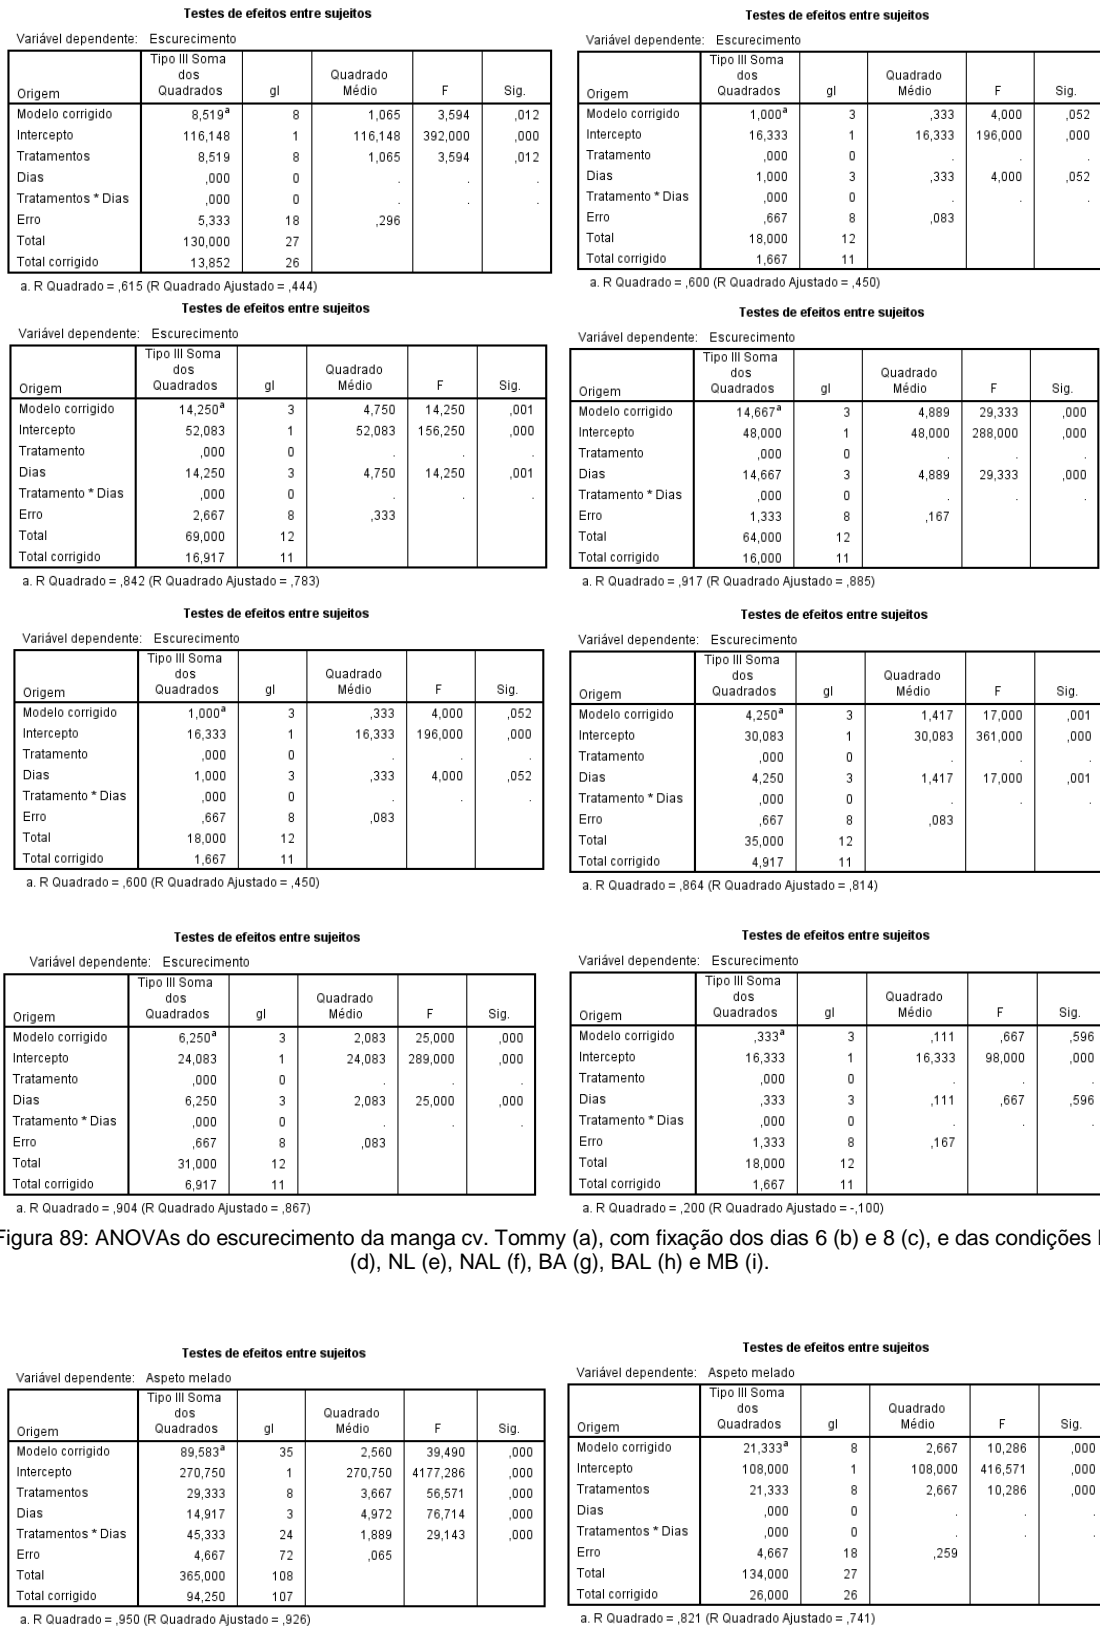 Testes de efeitos entre sujeitos
Variável dependente: Escurecimento
Origem Tipo III Soma dos Quadrados gl Quadrado Médio F Sig.
Modelo corrigido 8,519a 8 1,065 3,594 ,012
Intercepto 116,148 1 116,148 392,000 ,000
Tratamentos 8,519 8 1,065 3,594 ,012
Dias ,000 0 . . .
Tratamentos * Dias ,000 0 . . .
Erro 5,333 18 ,296
Total 130,000 27
Total corrigido 13,852 26
a. R Quadrado = ,615 (R Quadrado Ajustado = ,444)
Testes de efeitos entre sujeitos
Variável dependente: Escurecimento
Origem Tipo III Soma dos Quadrados gl Quadrado Médio F Sig.
Modelo corrigido 1,000a 3 ,333 4,000 ,052
Intercepto 16,333 1 16,333 196,000 ,000
Tratamento ,000 0 . . .
Dias 1,000 3 ,333 4,000 ,052
Tratamento * Dias ,000 0 . . .
Erro ,667 8 ,083
Total 18,000 12
Total corrigido 1,667 11
a. R Quadrado = ,600 (R Quadrado Ajustado = ,450)
Testes de efeitos entre sujeitos
Variável dependente: Escurecimento
Origem Tipo III Soma dos Quadrados gl Quadrado Médio F Sig.
Modelo corrigido 14,250a 3 4,750 14,250 ,001
Intercepto 52,083 1 52,083 156,250 ,000
Tratamento ,000 0 . . .
Dias 14,250 3 4,750 14,250 ,001
Tratamento * Dias ,000 0 . . .
Erro 2,667 8 ,333
Total 69,000 12
Total corrigido 16,917 11
a. R Quadrado = ,842 (R Quadrado Ajustado = ,783)
Testes de efeitos entre sujeitos
Variável dependente: Escurecimento
Origem Tipo III Soma dos Quadrados gl Quadrado Médio F Sig.
Modelo corrigido 14,667a 3 4,889 29,333 ,000
Intercepto 48,000 1 48,000 288,000 ,000
Tratamento ,000 0 . . .
Dias 14,667 3 4,889 29,333 ,000
Tratamento * Dias ,000 0 . . .
Erro 1,333 8 ,167
Total 64,000 12
Total corrigido 16,000 11
a. R Quadrado = ,917 (R Quadrado Ajustado = ,885)
Testes de efeitos entre sujeitos
Variável dependente: Escurecimento
Origem Tipo III Soma dos Quadrados gl Quadrado Médio F Sig.
Modelo corrigido 1,000a 3 ,333 4,000 ,052
Intercepto 16,333 1 16,333 196,000 ,000
Tratamento ,000 0 . . .
Dias 1,000 3 ,333 4,000 ,052
Tratamento * Dias ,000 0 . . .
Erro ,667 8 ,083
Total 18,000 12
Total corrigido 1,667 11
a. R Quadrado = ,600 (R Quadrado Ajustado = ,450)
Testes de efeitos entre sujeitos
Variável dependente: Escurecimento
Origem Tipo III Soma dos Quadrados gl Quadrado Médio F Sig.
Modelo corrigido 4,250a 3 1,417 17,000 ,001
Intercepto 30,083 1 30,083 361,000 ,000
Tratamento ,000 0 . . .
Dias 4,250 3 1,417 17,000 ,001
Tratamento * Dias ,000 0 . . .
Erro ,667 8 ,083
Total 35,000 12
Total corrigido 4,917 11
a. R Quadrado = ,864 (R Quadrado Ajustado = ,814)
Testes de efeitos entre sujeitos
Variável dependente: Escurecimento
Origem Tipo III Soma dos Quadrados gl Quadrado Médio F Sig.
Modelo corrigido 6,250a 3 2,083 25,000 ,000
Intercepto 24,083 1 24,083 289,000 ,000
Tratamento ,000 0 . . .
Dias 6,250 3 2,083 25,000 ,000
Tratamento * Dias ,000 0 . . .
Erro ,667 8 ,083
Total 31,000 12
Total corrigido 6,917 11
a. R Quadrado = ,904 (R Quadrado Ajustado = ,867)
Testes de efeitos entre sujeitos
Variável dependente: Escurecimento
Origem Tipo III Soma dos Quadrados gl Quadrado Médio F Sig.
Modelo corrigido ,333a 3 ,111 ,667 ,596
Intercepto 16,333 1 16,333 98,000 ,000
Tratamento ,000 0 . . .
Dias ,333 3 ,111 ,667 ,596
Tratamento * Dias ,000 0 . . .
Erro 1,333 8 ,167
Total 18,000 12
Total corrigido 1,667 11
a. R Quadrado = ,200 (R Quadrado Ajustado = -,100)
Figura 89: ANOVAs do escurecimento da manga cv. Tommy (a), com fixação dos dias 6 (b) e 8 (c), e das condições
(d), NL (e), NAL (f), BA (g), BAL (h) e MB (i).
Testes de efeitos entre sujeitos
Variável dependente: Aspeto melado
Origem Tipo III Soma dos Quadrados gl Quadrado Médio F Sig.
Modelo corrigido 89,583a 35 2,560 39,490 ,000
Intercepto 270,750 1 270,750 4177,286 ,000
Tratamentos 29,333 8 3,667 56,571 ,000
Dias 14,917 3 4,972 76,714 ,000
Tratamentos * Dias 45,333 24 1,889 29,143 ,000
Erro 4,667 72 ,065
Total 365,000 108
Total corrigido 94,250 107
a. R Quadrado = ,950 (R Quadrado Ajustado = ,926)
Testes de efeitos entre sujeitos
Variável dependente: Aspeto melado
Origem Tipo III Soma dos Quadrados gl Quadrado Médio F Sig.
Modelo corrigido 21,333a 8 2,667 10,286 ,000
Intercepto 108,000 1 108,000 416,571 ,000
Tratamentos 21,333 8 2,667 10,286 ,000
Dias ,000 0 . . .
Tratamentos * Dias ,000 0 . . .
Erro 4,667 18 ,259
Total 134,000 27
Total corrigido 26,000 26
a. R Quadrado = ,821 (R Quadrado Ajustado = ,741)